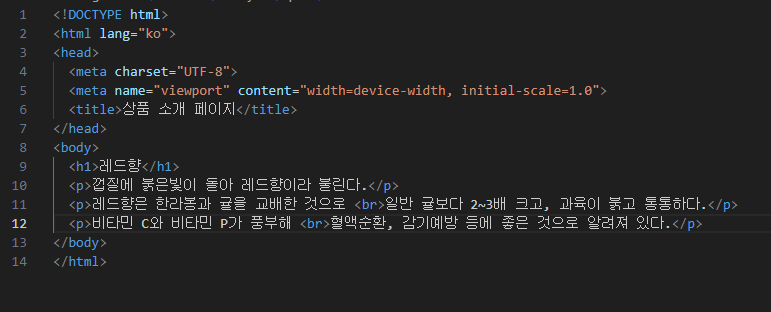 1 <!DOCTYPE html>
2 <html lang="ko">
3 <head>
4 <meta charset="UTF-8">
5 <meta name="viewport" content="width=device-width, initial-scale=1.0">
6 <title>상품 소개 페이지</title>
7 </head>
8 <body>
9 <h1>레드향</h1>
10 <p>껍질에 붉은빛이 돌아 레드향이라 불린다.</p>
11 <p>레드향은 한라봉과 귤을 교배한 것으로 <br>일반 귤보다 2~3배 크고, 과육이 붉고 통통하다.</p>
12 <p>비타민 C와 비타민 P가 풍부해 <br>혈액순환, 감기예방 등에 좋은 것으로 알려져 있다.</p>
13 </body>
14 </html>